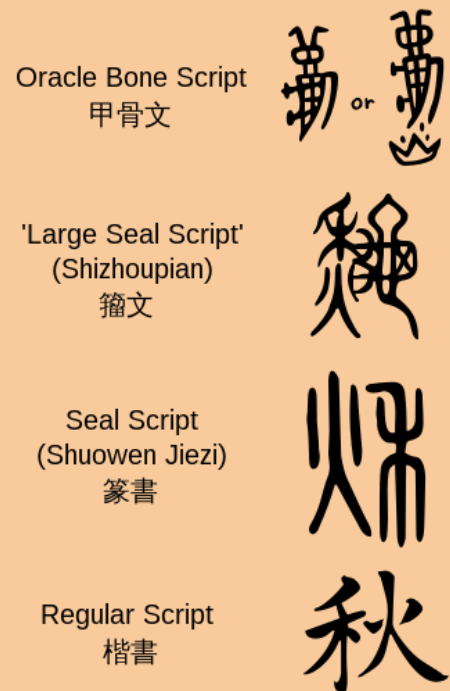 Oracle Bone Script
甲骨文
or
'Large Seal Script'
(Shizhoupian)
籀文
Seal Script
(Shuowen Jiezi)
篆書
Regular Script
楷書
秋